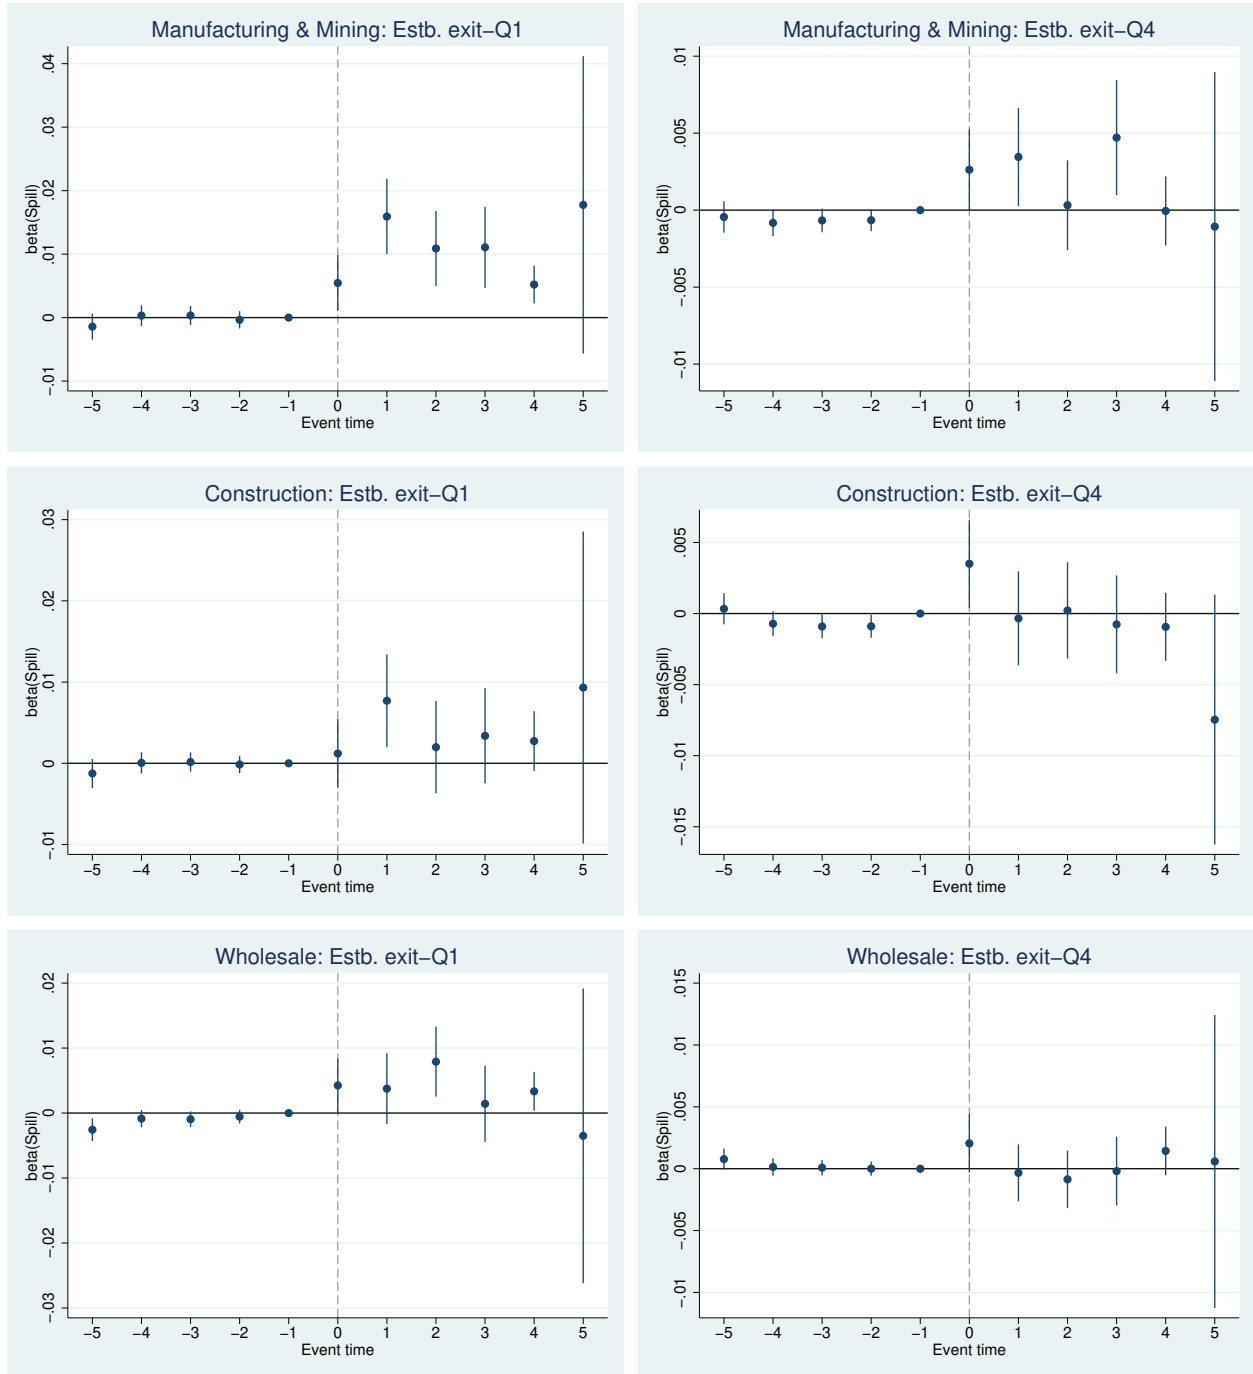 Manufacturing & Mining: Estb. exit−Q1
beta(Spill)
.04
.03
.02
.01
0
−.01
−5 −4 −3 −2 −1 0 1 2 3 4 5
Event time
Manufacturing & Mining: Estb. exit−Q4
beta(Spill)
.01
.005
0
−.005
−.01
−5 −4 −3 −2 −1 0 1 2 3 4 5
Event time
Construction: Estb. exit−Q1
beta(Spill)
.03
.02
.01
0
−.01
−5 −4 −3 −2 −1 0 1 2 3 4 5
Event time
Construction: Estb. exit−Q4
beta(Spill)
.005
0
−.005
−.01
−.015
−5 −4 −3 −2 −1 0 1 2 3 4 5
Event time
Wholesale: Estb. exit−Q1
beta(Spill)
.02
.01
0
−.01
−.02
−.03
−5 −4 −3 −2 −1 0 1 2 3 4 5
Event time
Wholesale: Estb. exit−Q4
beta(Spill)
.015
.01
.005
0
−.005
−.01
−5 −4 −3 −2 −1 0 1 2 3 4 5
Event time